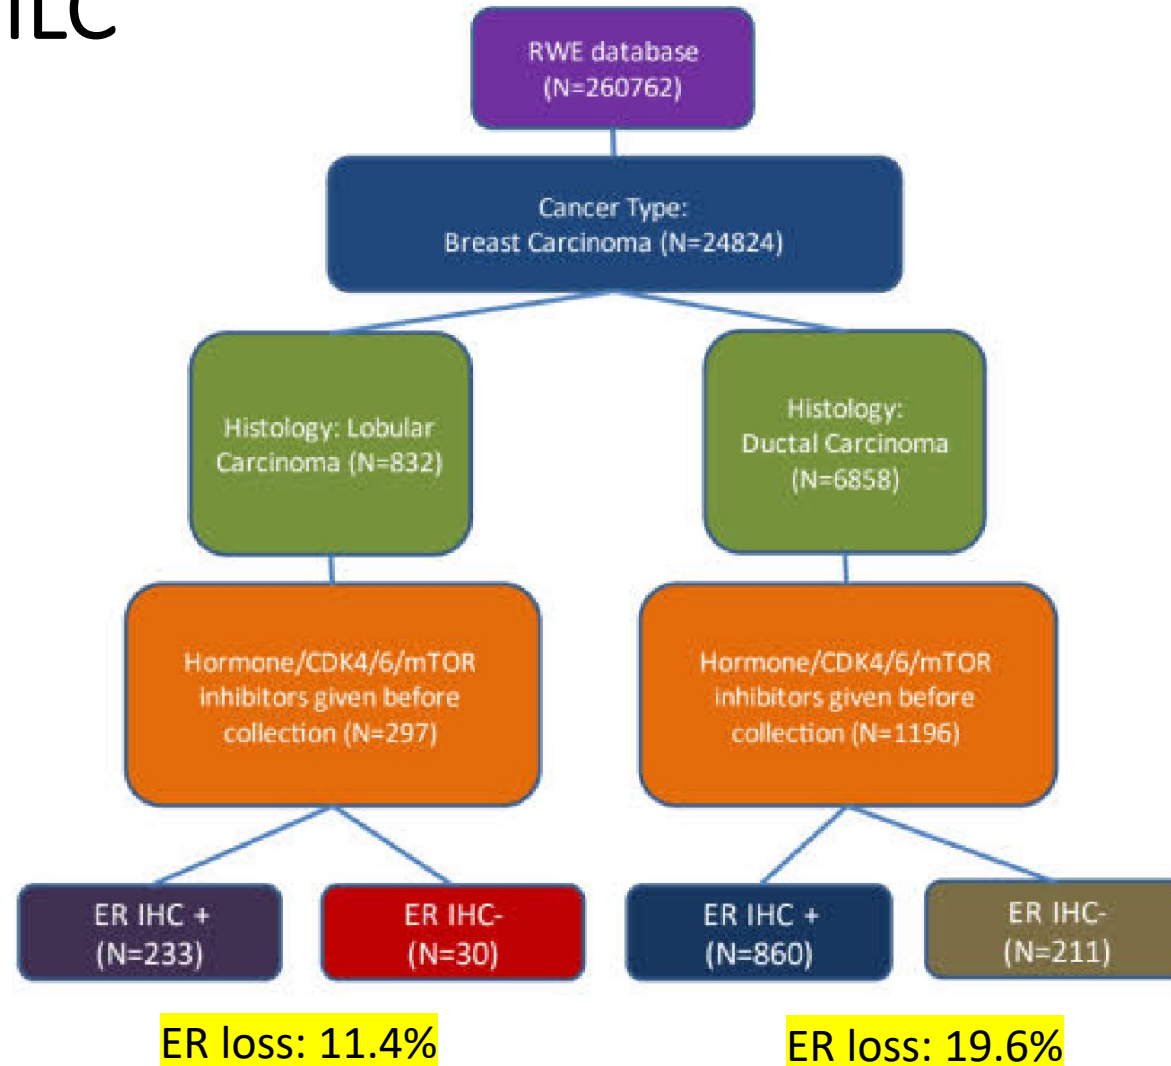 ILC
RWE database
(N=260762)
Cancer Type:
Breast Carcinoma (N=24824)
Histology: Lobular
Carcinoma (N=832)
Histology:
Ductal Carcinoma
(N=6858)
Hormone/CDK4/6/mTOR
inhibitors given before
collection (N=297)
Hormone/CDK4/6/mTOR
inhibitors given before
collection (N=1196)
ER IHC +
(N=233)
ER IHC-
(N=30)
ER IHC +
(N=860)
ER IHC-
(N=211)
ER loss: 11.4%
ER loss: 19.6%